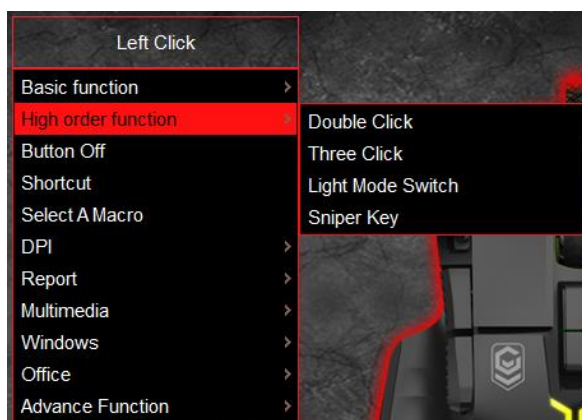 Left Click
Basic function
High order function
Button Off
Shortcut
Select A Macro
DPI
Report
Multimedia
Windows
Office
Advance Function
Double Click
Three Click
Light Mode Switch
Sniper Key